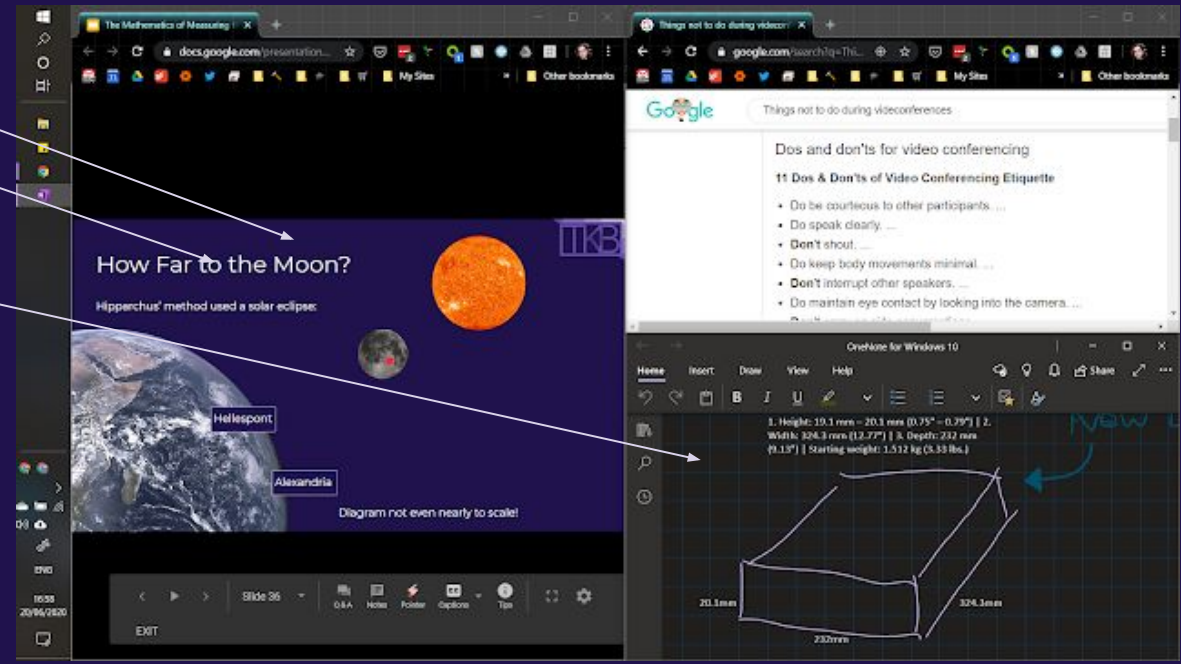 The Mathematics of Measuring
docs.google.com/presentation...
My Sites
Other bookmarks
How Far to the Moon?
Hipperchus' method used a solar eclipse:
Hellespont
Alexandria
Diagram not even nearly to scale!
Slide 36
Q&A Notes Pointer Captions Tips
EXIT
ENG
16:58
20/06/2020
Things not to do during videocon
google.com/search?q=Thi...
My Sites
Other bookmarks
Google
Things not to do during videoconferences
Dos and don'ts for video conferencing
11 Dos & Don'ts of Video Conferencing Etiquette
Do be courteous to other participants. ...
Do speak clearly. ...
Don't shout. ...
Do keep body movements minimal. ...
Don't interrupt other speakers. ...
Do maintain eye contact by looking into the camera. ...
OneNote for Windows 10
Home Insert Draw View Help
Share
B I U
1. Height: 19.1 mm – 20.1 mm (0.75" – 0.79") | 2.
Width: 324.3 mm (12.77") | 3. Depth: 232 mm
(9.13") | Starting weight: 1.512 kg (3.33 lbs.)
20.1mm
324.3mm
232mm